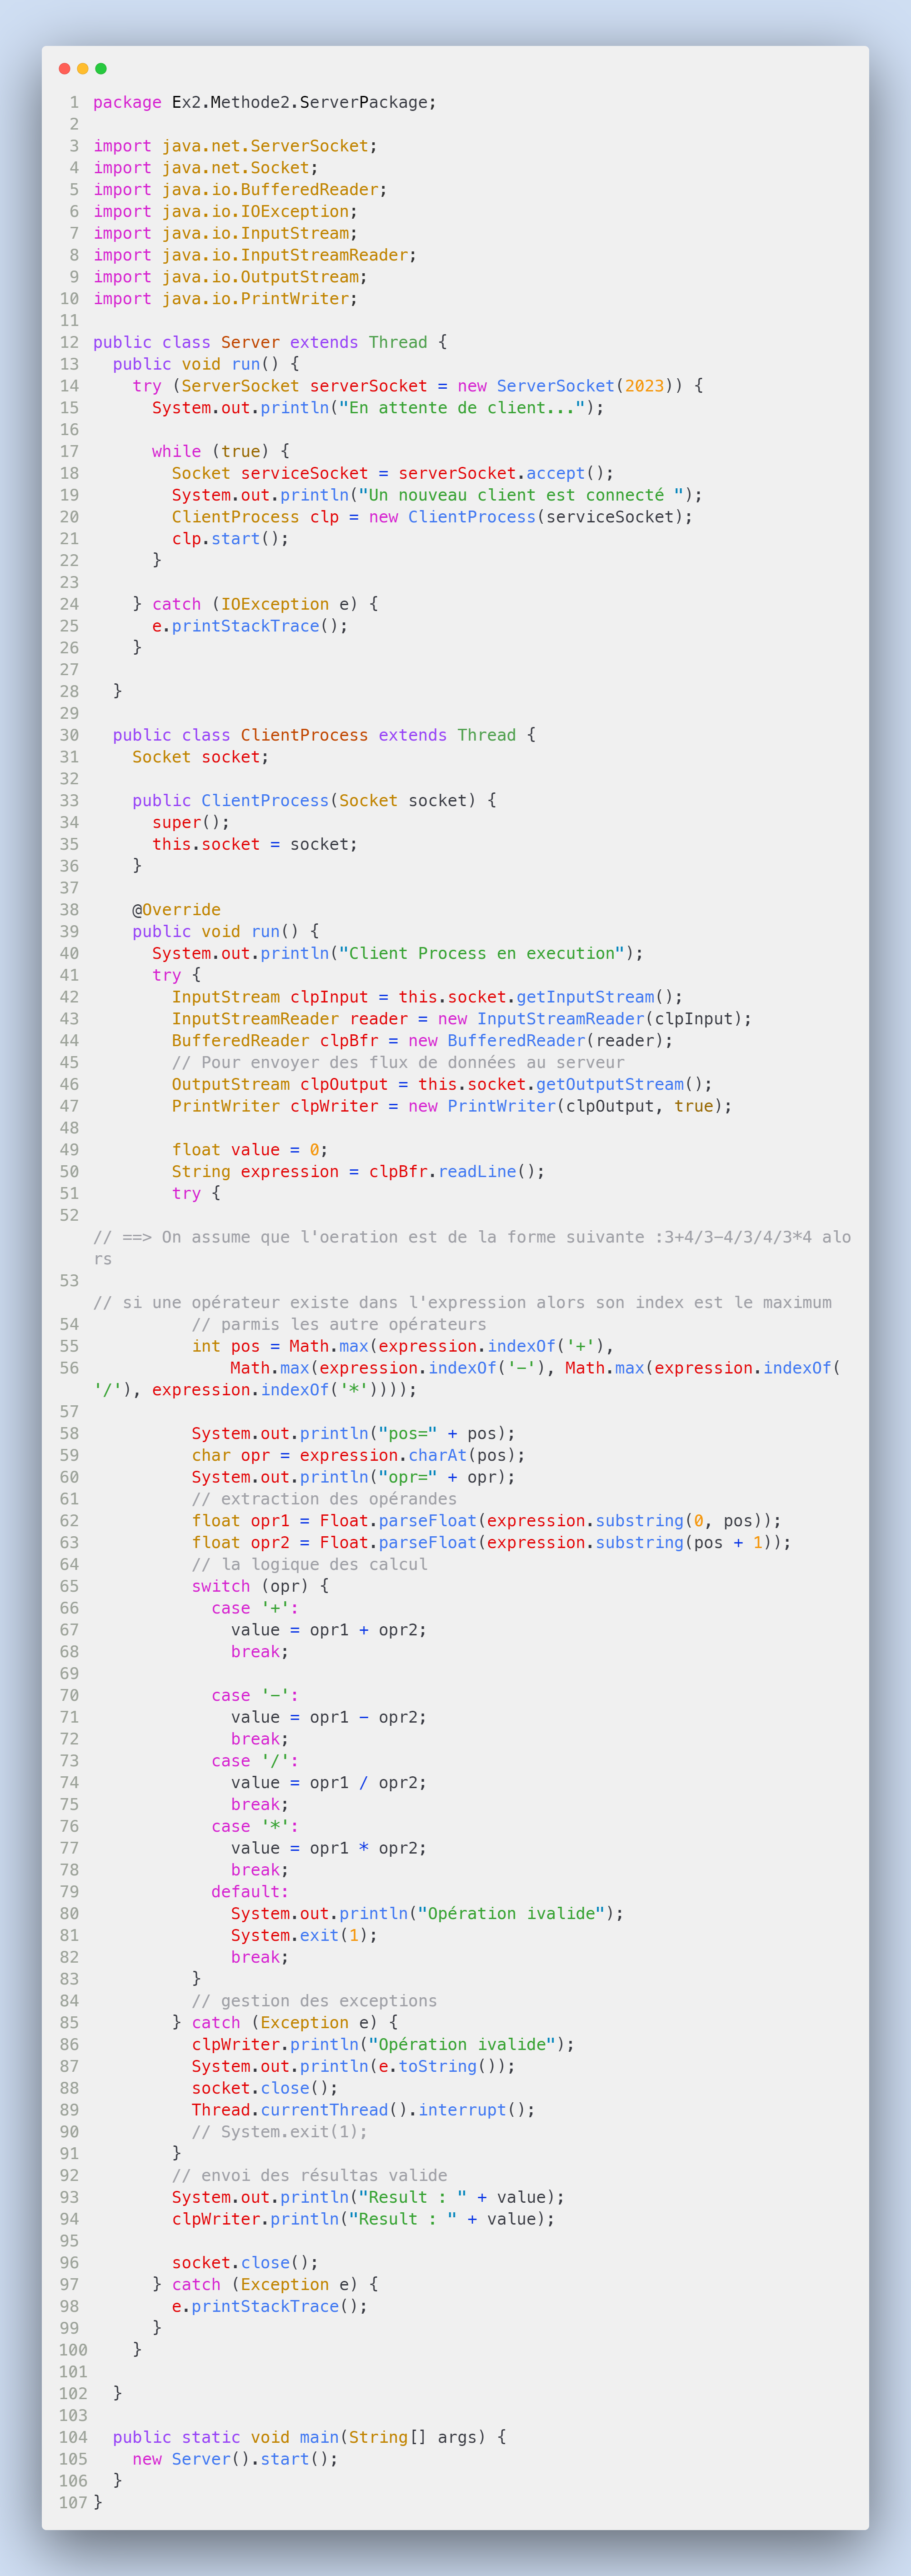 1 package Ex2.Methode2.ServerPackage;
2
3 import java.net.ServerSocket;
4 import java.net.Socket;
5 import java.io.BufferedReader;
6 import java.io.IOException;
7 import java.io.InputStream;
8 import java.io.InputStreamReader;
9 import java.io.OutputStream;
10 import java.io.PrintWriter;
11
12 public class Server extends Thread {
13   public void run() {
14     try (ServerSocket serverSocket = new ServerSocket(2023)) {
15       System.out.println("En attente de client...");
16
17       while (true) {
18         Socket serviceSocket = serverSocket.accept();
19         System.out.println("Un nouveau client est connecté ");
20         ClientProcess clp = new ClientProcess(serviceSocket);
21         clp.start();
22       }
23
24     } catch (IOException e) {
25       e.printStackTrace();
26     }
27
28   }
29
30   public class ClientProcess extends Thread {
31     Socket socket;
32
33     public ClientProcess(Socket socket) {
34       super();
35       this.socket = socket;
36     }
37
38     @Override
39     public void run() {
40       System.out.println("Client Process en execution");
41       try {
42         InputStream clpInput = this.socket.getInputStream();
43         InputStreamReader reader = new InputStreamReader(clpInput);
44         BufferedReader clpBfr = new BufferedReader(reader);
45         // Pour envoyer des flux de données au serveur
46         OutputStream clpOutput = this.socket.getOutputStream();
47         PrintWriter clpWriter = new PrintWriter(clpOutput, true);
48
49         float value = 0;
50         String expression = clpBfr.readLine();
51         try {
52
// ==> On assume que l'oeration est de la forme suivante :3+4/3-4/3/4/3*4 alo
rs
53
// si une opérateur existe dans l'expression alors son index est le maximum
54           // parmis les autre opérateurs
55           int pos = Math.max(expression.indexOf('+'),
56               Math.max(expression.indexOf('-'), Math.max(expression.indexOf(
'/'), expression.indexOf('*'))));
57
58           System.out.println("pos=" + pos);
59           char opr = expression.charAt(pos);
60           System.out.println("opr=" + opr);
61           // extraction des opérandes
62           float opr1 = Float.parseFloat(expression.substring(0, pos));
63           float opr2 = Float.parseFloat(expression.substring(pos + 1));
64           // la logique des calcul
65           switch (opr) {
66             case '+':
67               value = opr1 + opr2;
68               break;
69
70             case '-':
71               value = opr1 - opr2;
72               break;
73             case '/':
74               value = opr1 / opr2;
75               break;
76             case '*':
77               value = opr1 * opr2;
78               break;
79             default:
80               System.out.println("Opération ivalide");
81               System.exit(1);
82               break;
83           }
84           // gestion des exceptions
85         } catch (Exception e) {
86           clpWriter.println("Opération ivalide");
87           System.out.println(e.toString());
88           socket.close();
89           Thread.currentThread().interrupt();
90           // System.exit(1);
91         }
92         // envoi des résultas valide
93         System.out.println("Result : " + value);
94         clpWriter.println("Result : " + value);
95
96         socket.close();
97       } catch (Exception e) {
98         e.printStackTrace();
99       }
100     }
101
102   }
103
104   public static void main(String[] args) {
105     new Server().start();
106   }
107 }